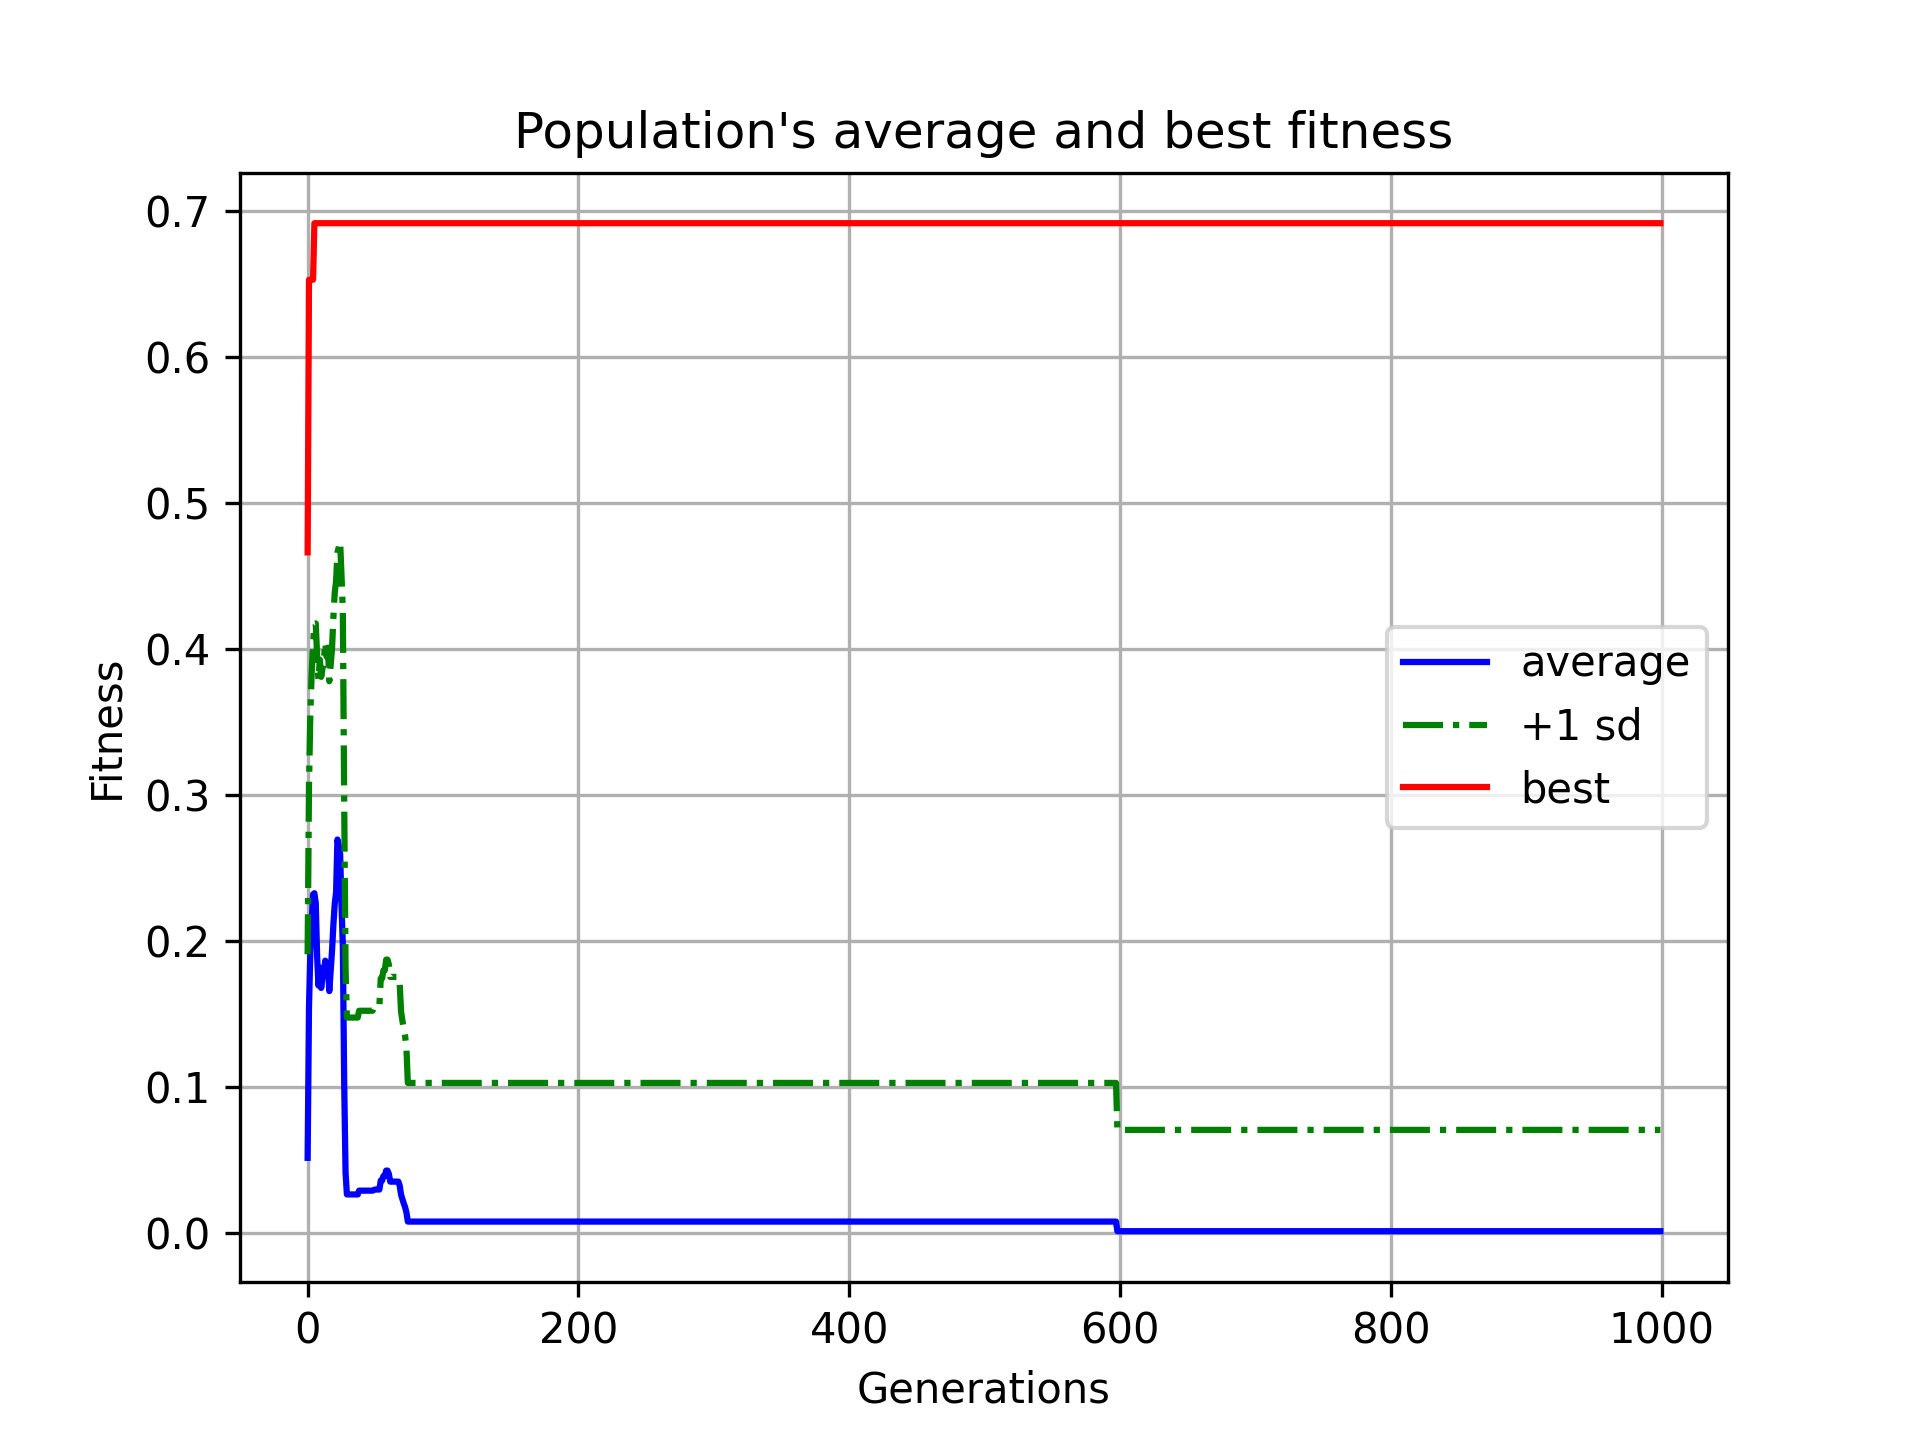 Population's average and best fitness
Fitness
0.7
0.6
0.5
0.4
0.3
0.2
0.1
0.0
average
+1 sd
best
0 200 400 600 800 1000
Generations